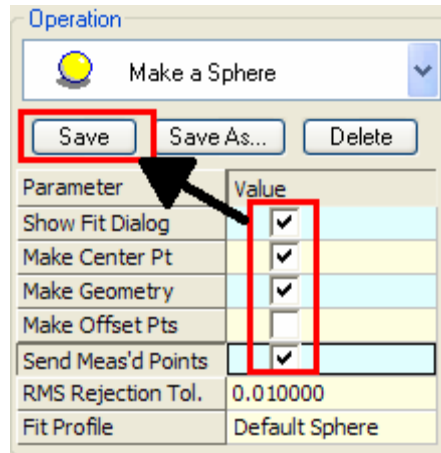 Operation
Make a Sphere
Save Save As... Delete
Parameter Value
Show Fit Dialog
Make Center Pt
Make Geometry
Make Offset Pts
Send Meas'd Points
RMS Rejection Tol. 0.010000
Fit Profile Default Sphere